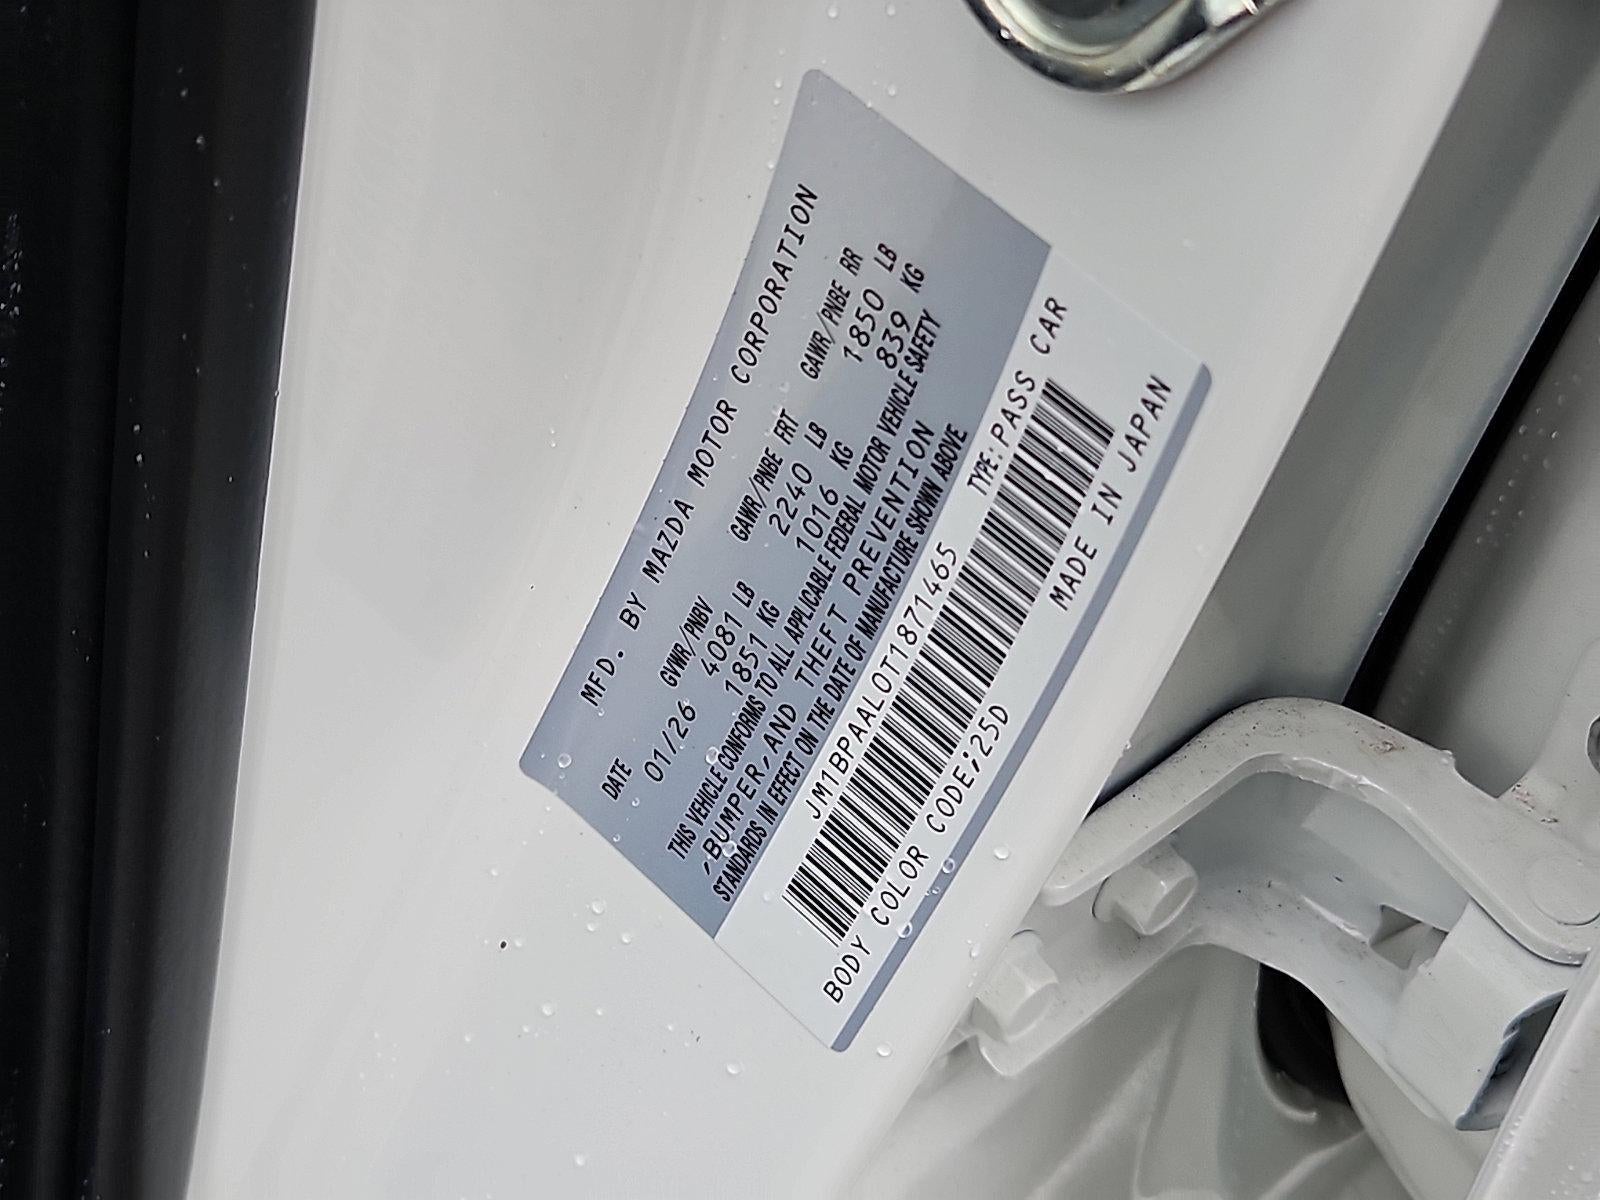 MFD. BY MAZDA MOTOR CORPORATION
DATE GVWR/PNBV GAWR/PNBE FRT GAWR/PNBE RR
01/26 4081 LB 2240 LB 1850 LB
1851 KG 1016 KG 839 KG
THIS VEHICLE CONFORMS TO ALL APPLICABLE FEDERAL MOTOR VEHICLE SAFETY
,BUMPER,AND THEFT PREVENTION
STANDARDS IN EFFECT ON THE DATE OF MANUFACTURE SHOWN ABOVE
JM1BPAAL0T1871465 TYPE:PASS CAR
BODY COLOR CODE;25D MADE IN JAPAN